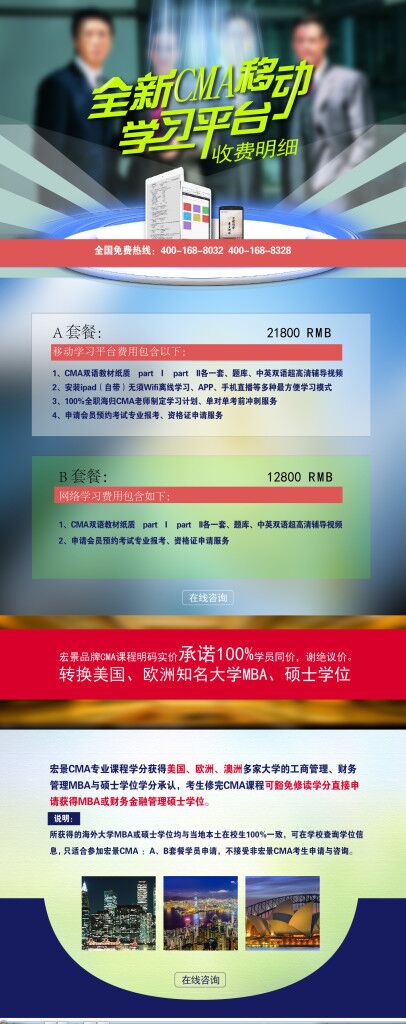 全新CMA移动
学习平台
收费明细
全国免费热线：400-168-8032 400-168-8328
A 套餐： 21800 RMB
移动学习平台费用包含以下：
1、CMA双语教材纸质 part Ⅰ part Ⅱ各一套、题库、中英双语超高清辅导视频
2、安装ipad（自带）无须Wifi离线学习、APP、手机直播等多种最方便学习模式
3、100%全职海归CMA老师制定学习计划、单对单考前冲刺服务
4、申请会员预约考试专业报考、资格证申请服务
B 套餐： 12800 RMB
网络学习费用包含如下：
1、CMA双语教材纸质 part Ⅰ part Ⅱ各一套、题库、中英双语超高清辅导视频
2、申请会员预约考试专业报考、资格证申请服务
在线咨询
宏景品牌CMA课程明码实价承诺100%学员同价，谢绝议价。
转换美国、欧洲知名大学MBA、硕士学位
宏景CMA专业课程学分获得美国、欧洲、澳洲多家大学的工商管理、财务
管理MBA与硕士学位学分承认，考生修完CMA课程可豁免修读学分直接申
请获得MBA或财务金融管理硕士学位。
说明：
所获得的海外大学MBA或硕士学位均与当地本土在校生100%一致，可在学校查询学位信
息，只适合参加宏景CMA ：A、B套餐学员申请，不接受非宏景CMA考生申请与咨询。
在线咨询